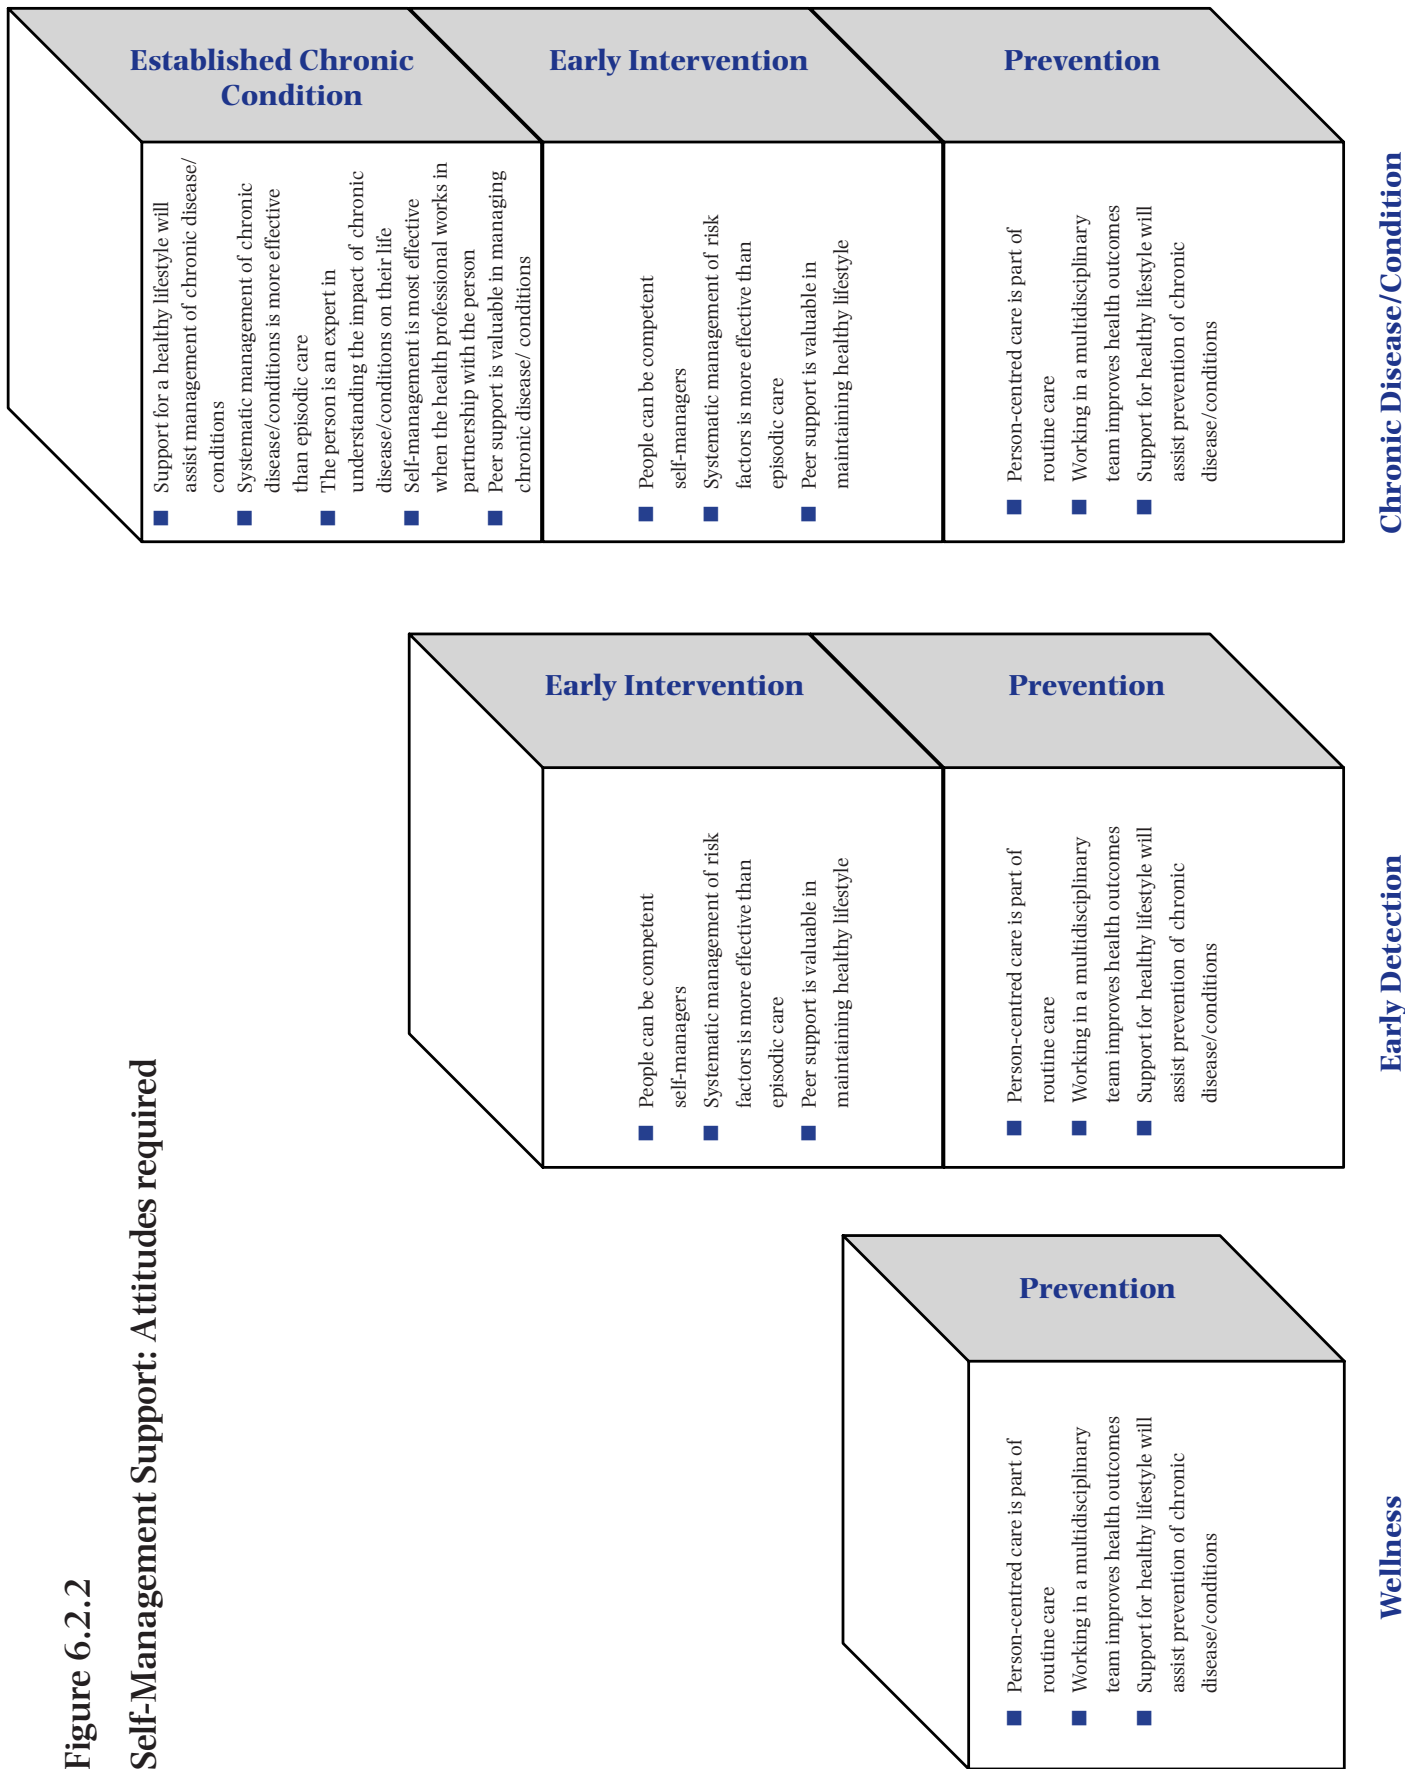 Figure 6.2.2
Self-Management Support: Attitudes required
Prevention
■ Person-centred care is part of
routine care
■ Working in a multidisciplinary
team improves health outcomes
■ Support for healthy lifestyle will
assist prevention of chronic
disease/conditions
Wellness
Early Intervention
■ People can be competent
self-managers
■ Systematic management of risk
factors is more effective than
episodic care
■ Peer support is valuable in
maintaining healthy lifestyle
Prevention
■ Person-centred care is part of
routine care
■ Working in a multidisciplinary
team improves health outcomes
■ Support for healthy lifestyle will
assist prevention of chronic
disease/conditions
Early Detection
Established Chronic
Condition
■ Support for a healthy lifestyle will
assist management of chronic disease/
conditions
■ Systematic management of chronic
disease/conditions is more effective
than episodic care
■ The person is an expert in
understanding the impact of chronic
disease/conditions on their life
■ Self-management is most effective
when the health professional works in
partnership with the person
■ Peer support is valuable in managing
chronic disease/ conditions
Early Intervention
■ People can be competent
self-managers
■ Systematic management of risk
factors is more effective than
episodic care
■ Peer support is valuable in
maintaining healthy lifestyle
Prevention
■ Person-centred care is part of
routine care
■ Working in a multidisciplinary
team improves health outcomes
■ Support for healthy lifestyle will
assist prevention of chronic
disease/conditions
Chronic Disease/Condition